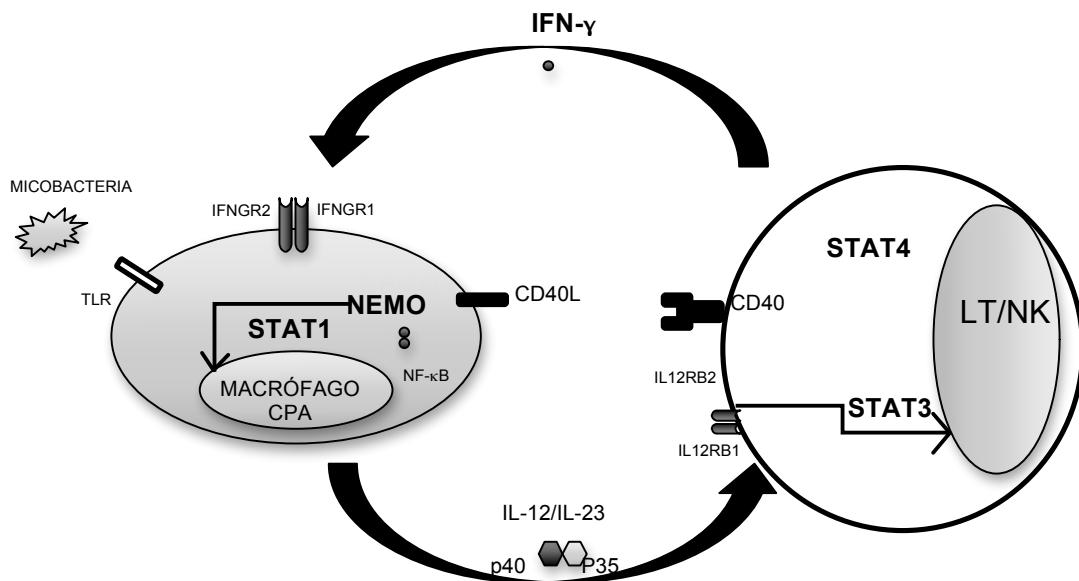 IFN-γ
MICOBACTERIA
IFNGR2
IFNGR1
TLR
CD40L
NEMO
STAT1
NF-κB
MACRÓFAGO
CPA
STAT4
CD40
LT/NK
IL12RB2
STAT3
IL12RB1
IL-12/IL-23
p40
P35